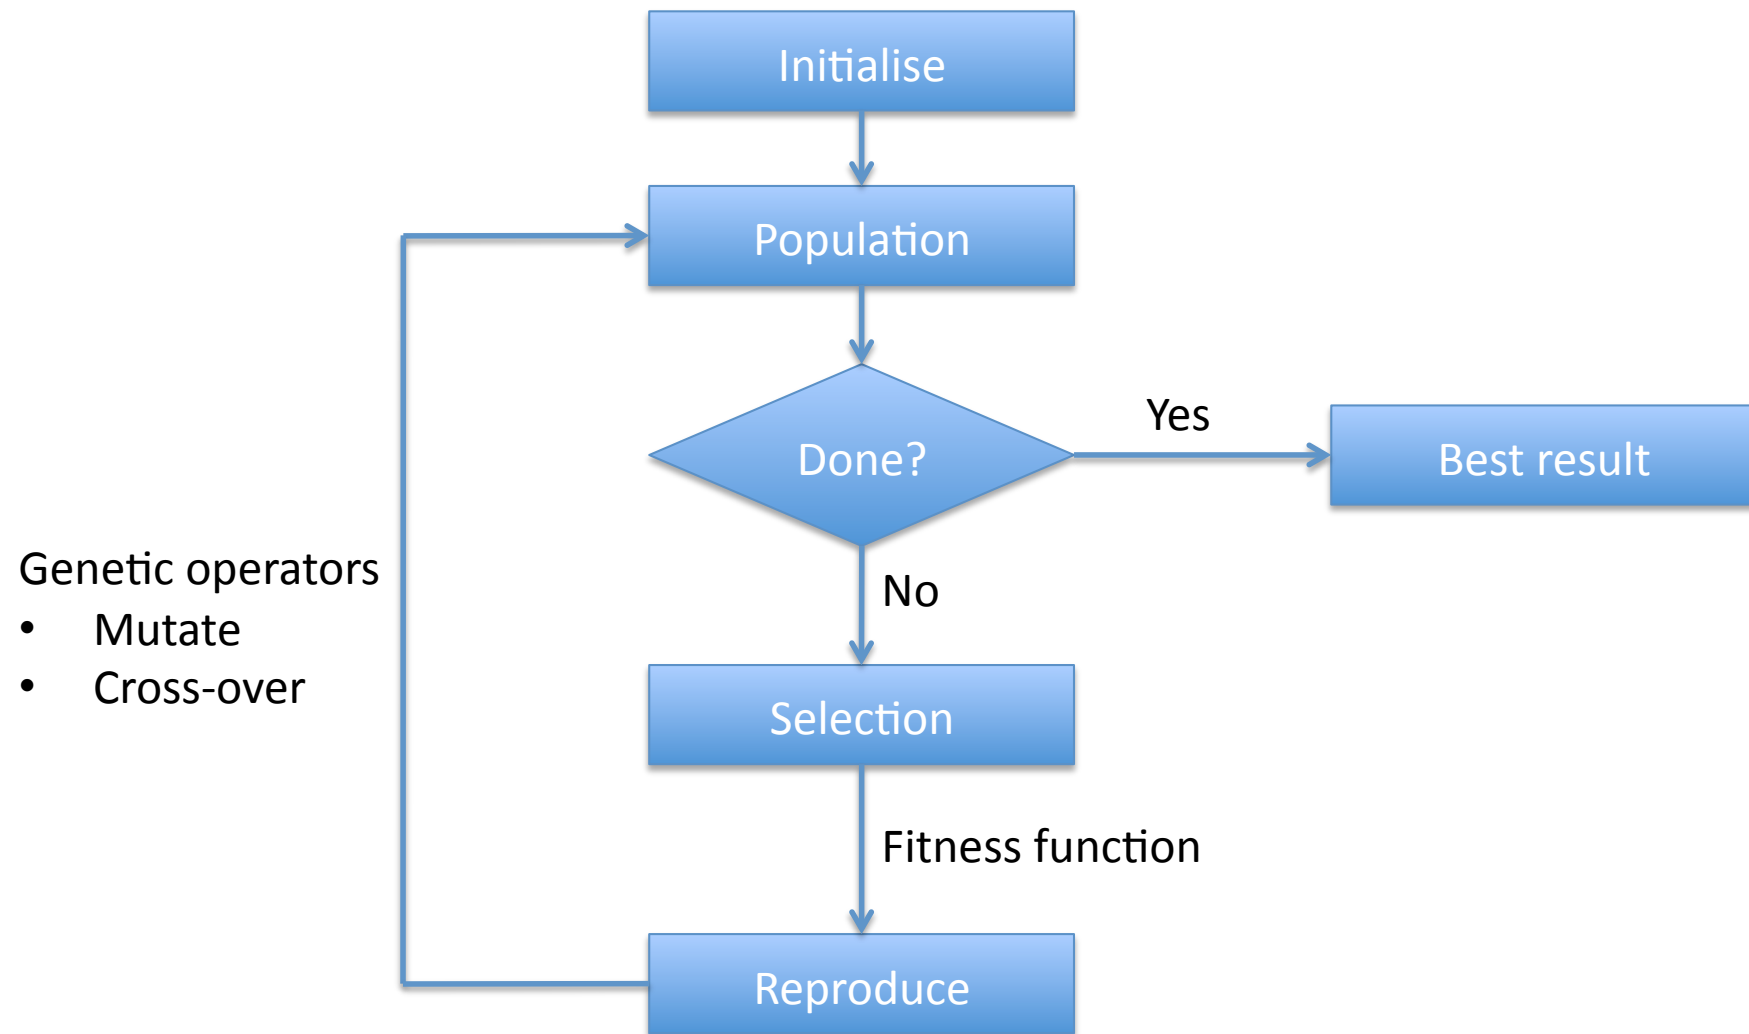 Initialise
Population
Done?
Yes
Best result
No
Genetic operators
• Mutate
• Cross-over
Selection
Fitness function
Reproduce